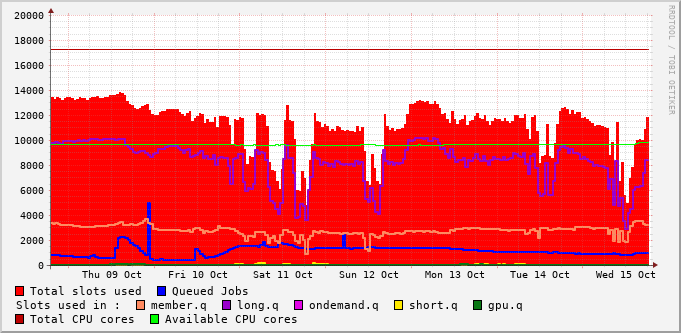 RRDTOOL / TOBI OETIKER
20000
18000
16000
14000
12000
10000
8000
6000
4000
2000
0
Thu 09 Oct Fri 10 Oct Sat 11 Oct Sun 12 Oct Mon 13 Oct Tue 14 Oct Wed 15 Oct
Total slots used Queued Jobs
Slots used in : member.q long.q ondemand.q short.q gpu.q
Total CPU cores Available CPU cores